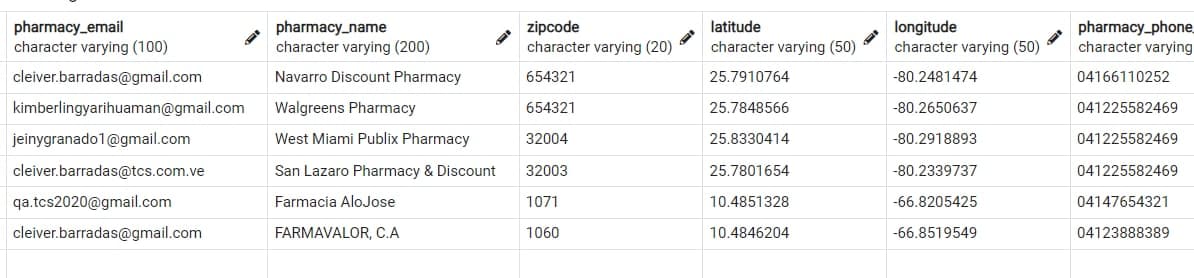 pharmacy_email pharmacy_name zipcode latitude longitude pharmacy_phone_
character varying (100) character varying (200) character varying (20) character varying (50) character varying (50) character varying
cleiver.barradas@gmail.com Navarro Discount Pharmacy 654321 25.7910764 -80.2481474 04166110252
kimberlingyarihuaman@gmail.com Walgreens Pharmacy 654321 25.7848566 -80.2650637 041225582469
jeinygranado1@gmail.com West Miami Publix Pharmacy 32004 25.8330414 -80.2918893 041225582469
cleiver.barradas@tcs.com.ve San Lazaro Pharmacy & Discount 32003 25.7801654 -80.2339737 041225582469
qa.tcs2020@gmail.com Farmacia AloJose 1071 10.4851328 -66.8205425 04147654321
cleiver.barradas@gmail.com FARMAVALOR, C.A 1060 10.4846204 -66.8519549 04123888389